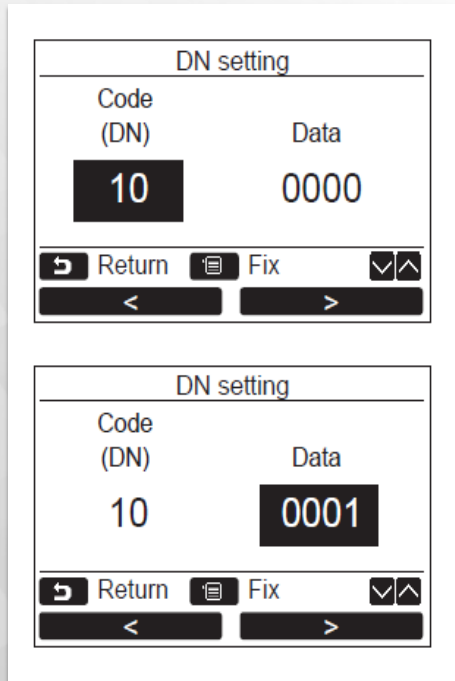 DN setting
Code
(DN) Data
10 0000
Return Fix
< >
DN setting
Code
(DN) Data
10 0001
Return Fix
< >